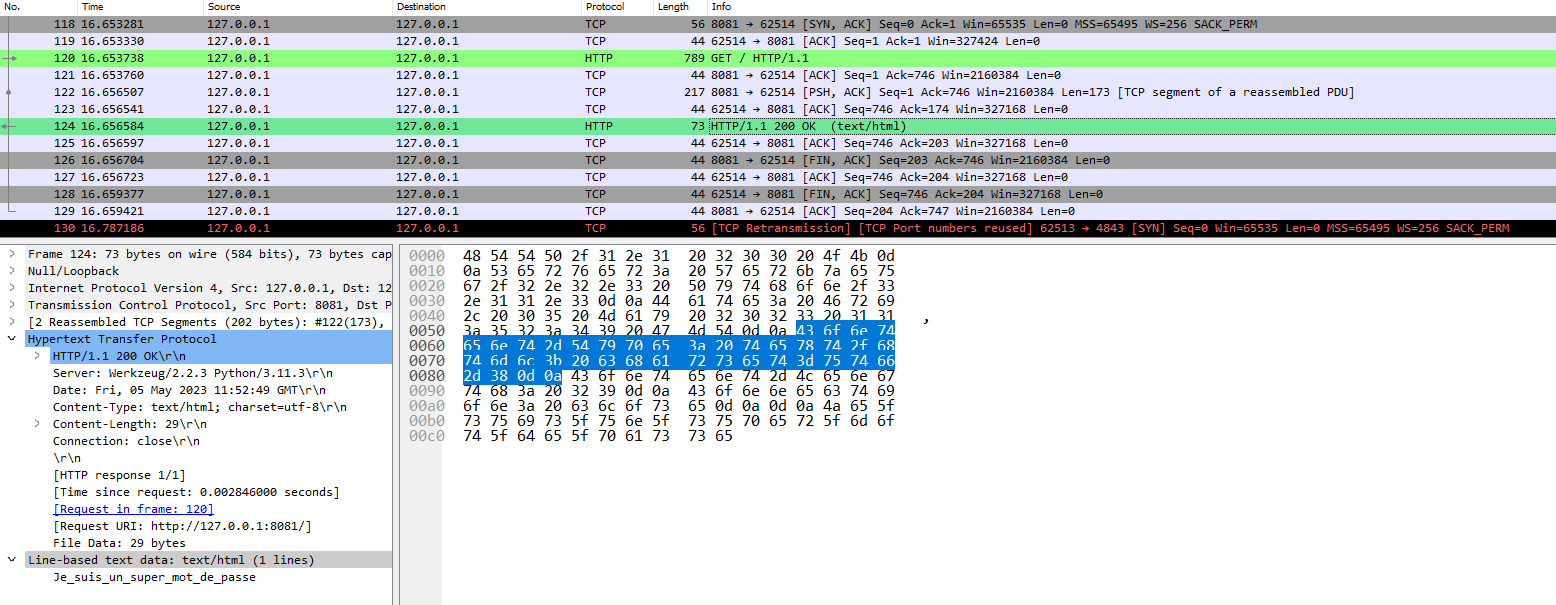 No. Time Source Destination Protocol Length Info
118 16.653281 127.0.0.1 127.0.0.1 TCP 56 8081 → 62514 [SYN, ACK] Seq=0 Ack=1 Win=65535 Len=0 MSS=65495 WS=256 SACK_PERM
119 16.653330 127.0.0.1 127.0.0.1 TCP 44 62514 → 8081 [ACK] Seq=1 Ack=1 Win=327424 Len=0
120 16.653738 127.0.0.1 127.0.0.1 HTTP 789 GET / HTTP/1.1
121 16.653760 127.0.0.1 127.0.0.1 TCP 44 8081 → 62514 [ACK] Seq=1 Ack=746 Win=2160384 Len=0
122 16.656507 127.0.0.1 127.0.0.1 TCP 217 8081 → 62514 [PSH, ACK] Seq=1 Ack=746 Win=2160384 Len=173 [TCP segment of a reassembled PDU]
123 16.656541 127.0.0.1 127.0.0.1 TCP 44 62514 → 8081 [ACK] Seq=746 Ack=174 Win=327168 Len=0
124 16.656584 127.0.0.1 127.0.0.1 HTTP 73 HTTP/1.1 200 OK (text/html)
125 16.656597 127.0.0.1 127.0.0.1 TCP 44 62514 → 8081 [ACK] Seq=746 Ack=203 Win=327168 Len=0
126 16.656704 127.0.0.1 127.0.0.1 TCP 44 8081 → 62514 [FIN, ACK] Seq=203 Ack=746 Win=2160384 Len=0
127 16.656723 127.0.0.1 127.0.0.1 TCP 44 62514 → 8081 [ACK] Seq=746 Ack=204 Win=327168 Len=0
128 16.659377 127.0.0.1 127.0.0.1 TCP 44 62514 → 8081 [FIN, ACK] Seq=746 Ack=204 Win=327168 Len=0
129 16.659421 127.0.0.1 127.0.0.1 TCP 44 8081 → 62514 [ACK] Seq=204 Ack=747 Win=2160384 Len=0
130 16.787186 127.0.0.1 127.0.0.1 TCP 56 [TCP Retransmission] [TCP Port numbers reused] 62513 → 4843 [SYN] Seq=0 Win=65535 Len=0 MSS=65495 WS=256 SACK_PERM
Frame 124: 73 bytes on wire (584 bits), 73 bytes cap
Null/Loopback
Internet Protocol Version 4, Src: 127.0.0.1, Dst: 12
Transmission Control Protocol, Src Port: 8081, Dst P
[2 Reassembled TCP Segments (202 bytes): #122(173),
Hypertext Transfer Protocol
HTTP/1.1 200 OK\r\n
Server: Werkzeug/2.2.3 Python/3.11.3\r\n
Date: Fri, 05 May 2023 11:52:49 GMT\r\n
Content-Type: text/html; charset=utf-8\r\n
Content-Length: 29\r\n
Connection: close\r\n
\r\n
[HTTP response 1/1]
[Time since request: 0.002846000 seconds]
[Request in frame: 120]
[Request URI: http://127.0.0.1:8081/]
File Data: 29 bytes
Line-based text data: text/html (1 lines)
Je_suis_un_super_mot_de_passe
0000 48 54 54 50 2f 31 2e 31 20 32 30 30 20 4f 4b 0d
0010 0a 53 65 72 76 65 72 3a 20 57 65 72 6b 7a 65 75
0020 67 2f 32 2e 32 2e 33 20 50 79 74 68 6f 6e 2f 33
0030 2e 31 31 2e 33 0d 0a 44 61 74 65 3a 20 46 72 69
0040 2c 20 30 35 20 4d 61 79 20 32 30 32 33 20 31 31 ,
0050 3a 35 32 3a 34 39 20 47 4d 54 0d 0a 43 6f 6e 74
0060 65 6e 74 2d 54 79 70 65 3a 20 74 65 78 74 2f 68
0070 74 6d 6c 3b 20 63 68 61 72 73 65 74 3d 75 74 66
0080 2d 38 0d 0a 43 6f 6e 74 65 6e 74 2d 4c 65 6e 67
0090 74 68 3a 20 32 39 0d 0a 43 6f 6e 6e 65 63 74 69
00a0 6f 6e 3a 20 63 6c 6f 73 65 0d 0a 0d 0a 4a 65 5f
00b0 73 75 69 73 5f 75 6e 5f 73 75 70 65 72 5f 6d 6f
00c0 74 5f 64 65 5f 70 61 73 73 65